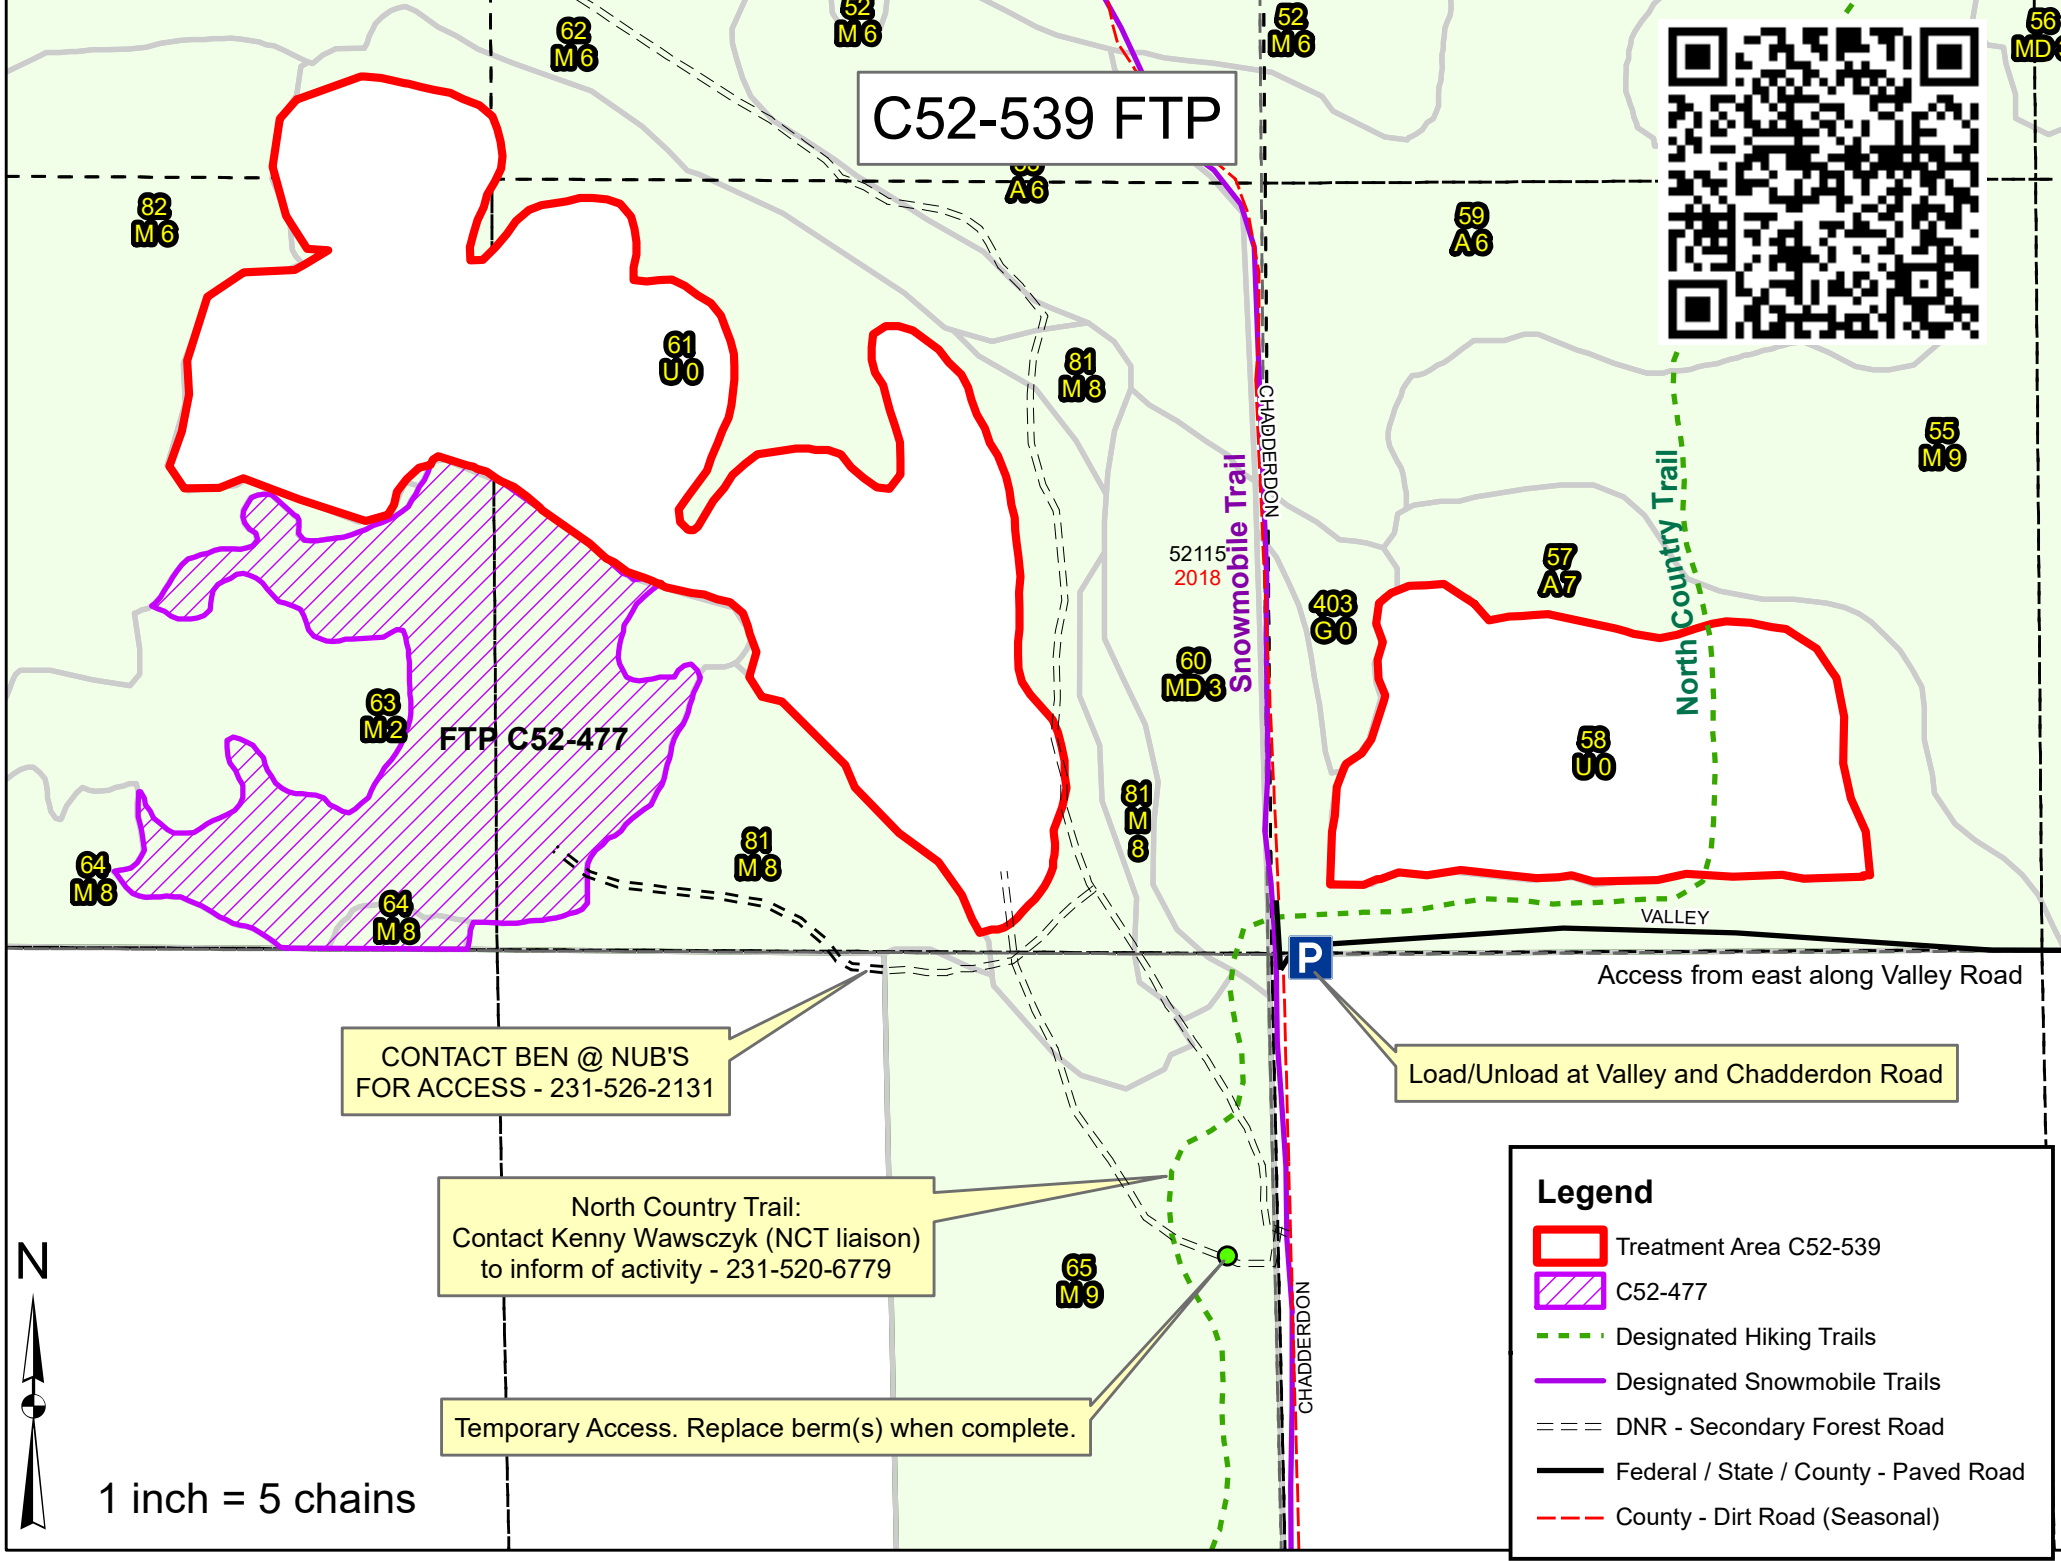 52
M 6
62
M 6
52
M 6
56
MD 3
C52-539 FTP
A 6
82
M 6
59
A 6
61
U 0
81
M 8
55
M 9
CHADDERDON
Snowmobile Trail
North Country Trail
52115
2018
57
A 7
403
G 0
60
MD 3
63
M 2
FTP C52-477
58
U 0
81
M
8
81
M 8
64
M 8
64
M 8
VALLEY
P
Access from east along Valley Road
CONTACT BEN @ NUB'S
FOR ACCESS - 231-526-2131
Load/Unload at Valley and Chadderdon Road
North Country Trail:
Contact Kenny Wawsczyk (NCT liaison)
to inform of activity - 231-520-6779
65
M 9
CHADDERDON
Temporary Access. Replace berm(s) when complete.
N
1 inch = 5 chains
Legend
Treatment Area C52-539
C52-477
Designated Hiking Trails
Designated Snowmobile Trails
DNR - Secondary Forest Road
Federal / State / County - Paved Road
County - Dirt Road (Seasonal)